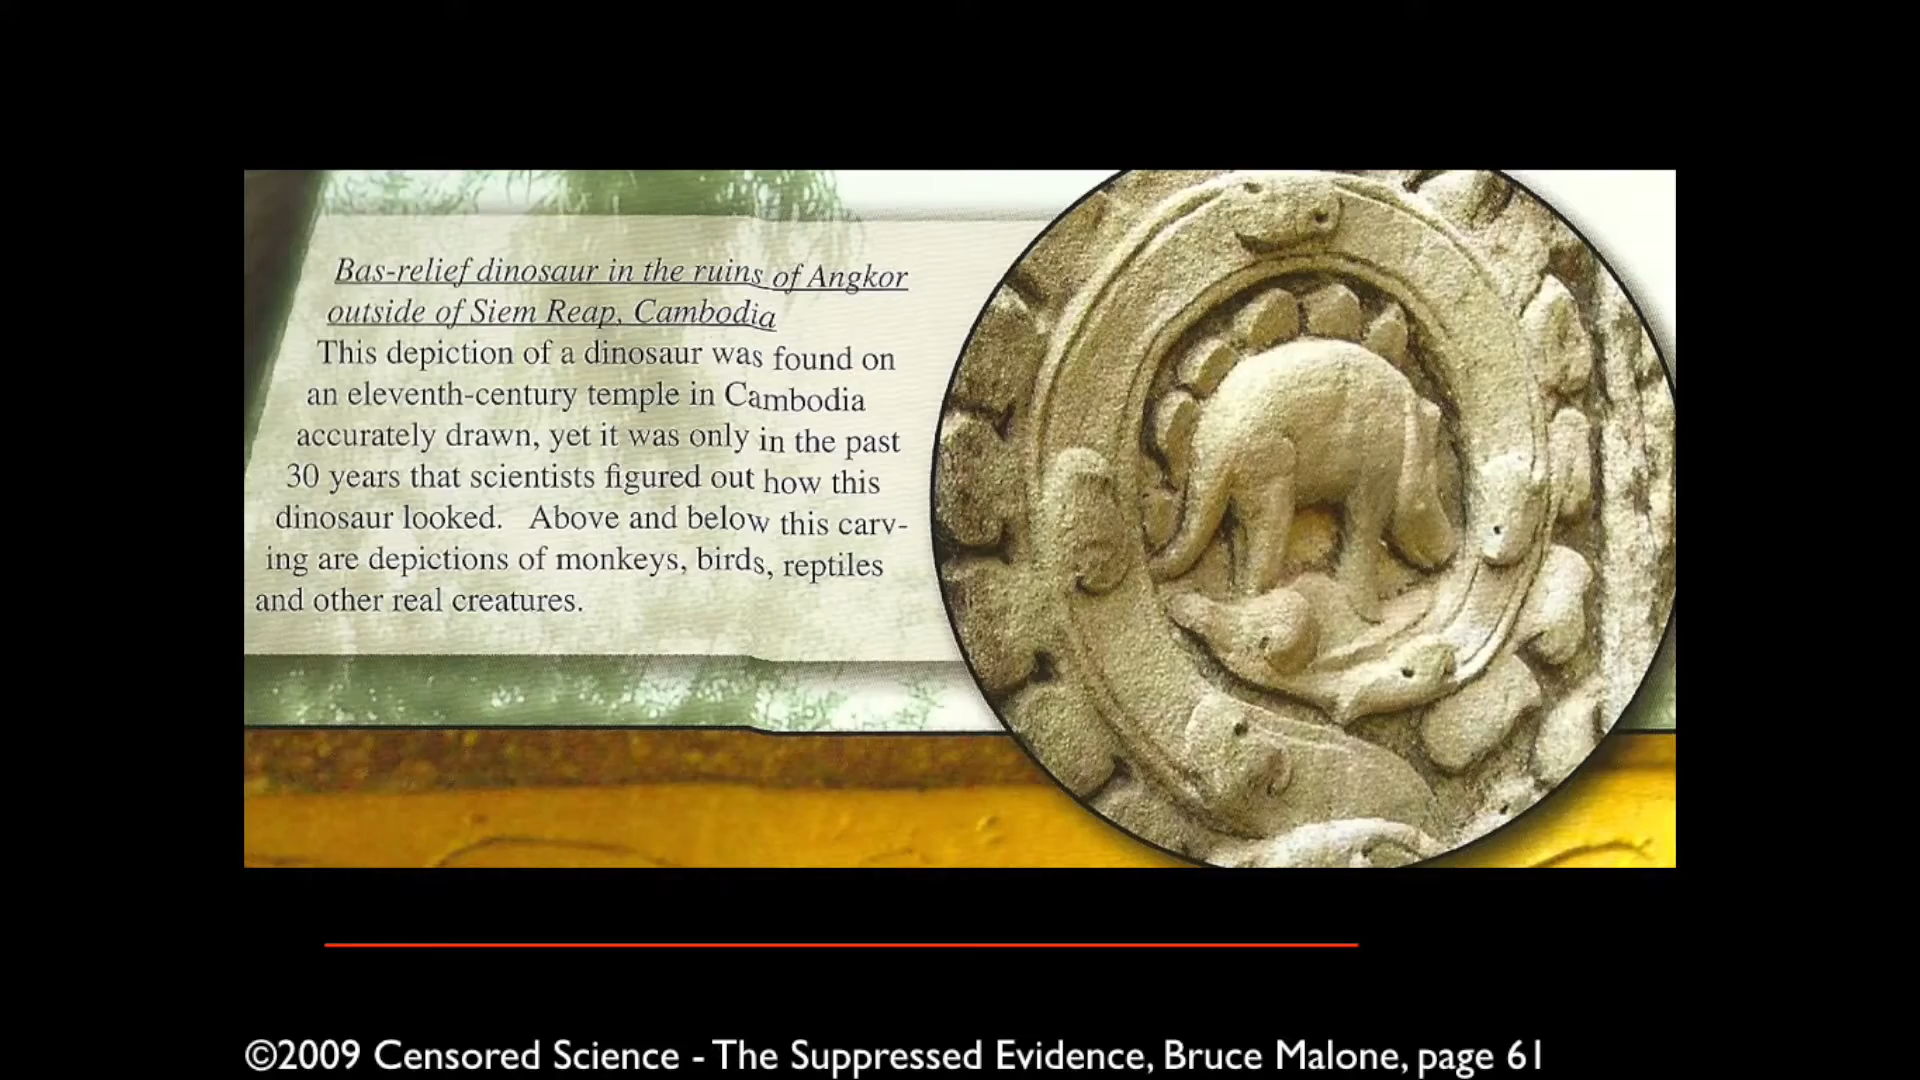 Bas-relief dinosaur in the ruins of Angkor
outside of Siem Reap, Cambodia
This depiction of a dinosaur was found on
an eleventh-century temple in Cambodia
accurately drawn, yet it was only in the past
30 years that scientists figured out how this
dinosaur looked. Above and below this carv-
ing are depictions of monkeys, birds, reptiles
and other real creatures.
©2009 Censored Science - The Suppressed Evidence, Bruce Malone, page 61